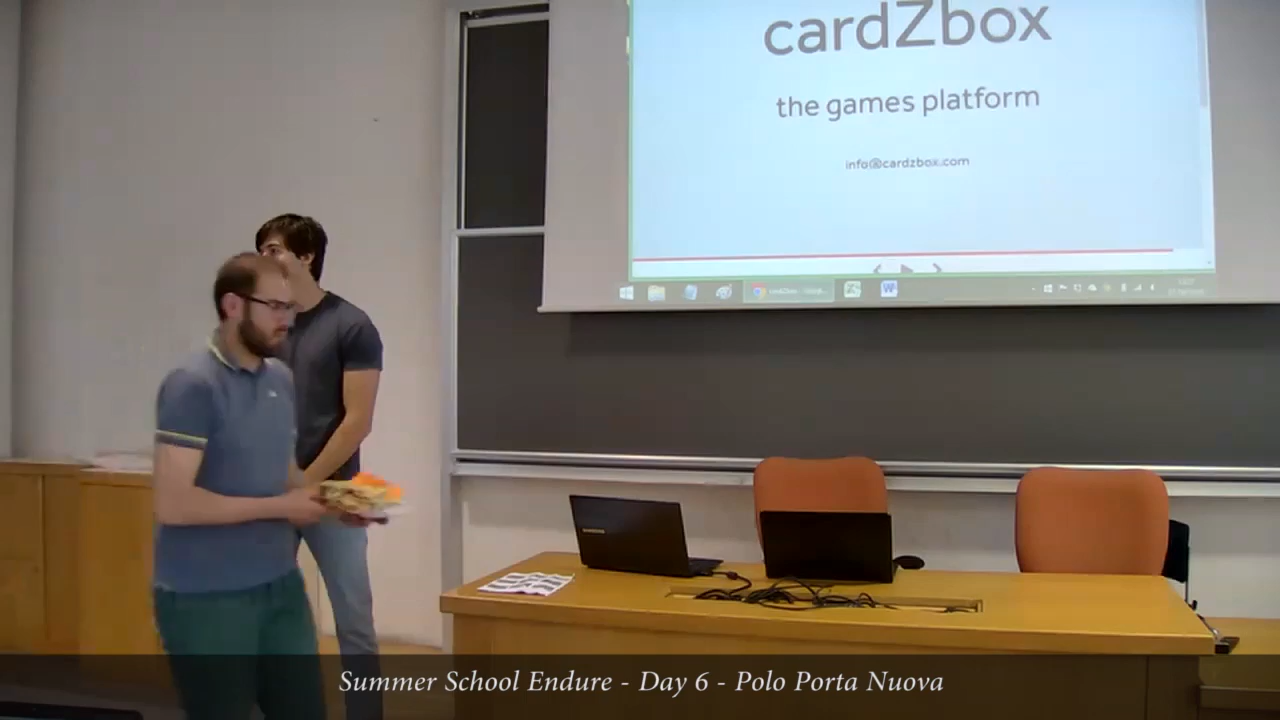 cardZbox
the games platform
info@cardzbox.com
Summer School Endure - Day 6 - Polo Porta Nuova